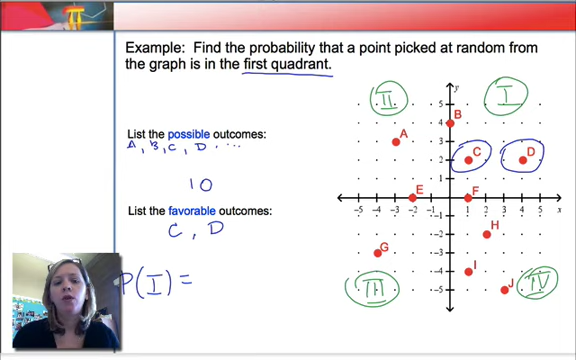 Example: Find the probability that a point picked at random from
the graph is in the first quadrant.
List the possible outcomes:
A, B, C, D, ...
10
List the favorable outcomes:
C, D
P(I) =
II
I
III
IV
y
x
5
4
3
2
1
-1
-2
-3
-4
-5
-5 -4 -3 -2 -1 1 2 3 4 5
A
B
C
D
E
F
G
H
I
J